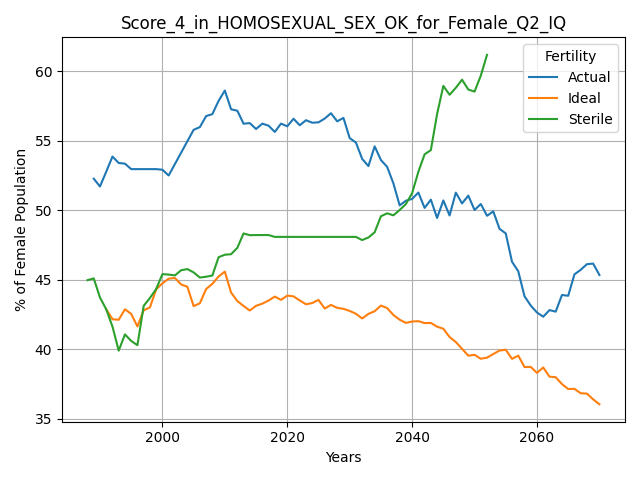 Score_4_in_HOMOSEXUAL_SEX_OK_for_Female_Q2_IQ
% of Female Population
60
55
50
45
40
35
Fertility
Actual
Ideal
Sterile
2000
2020
2040
2060
Years